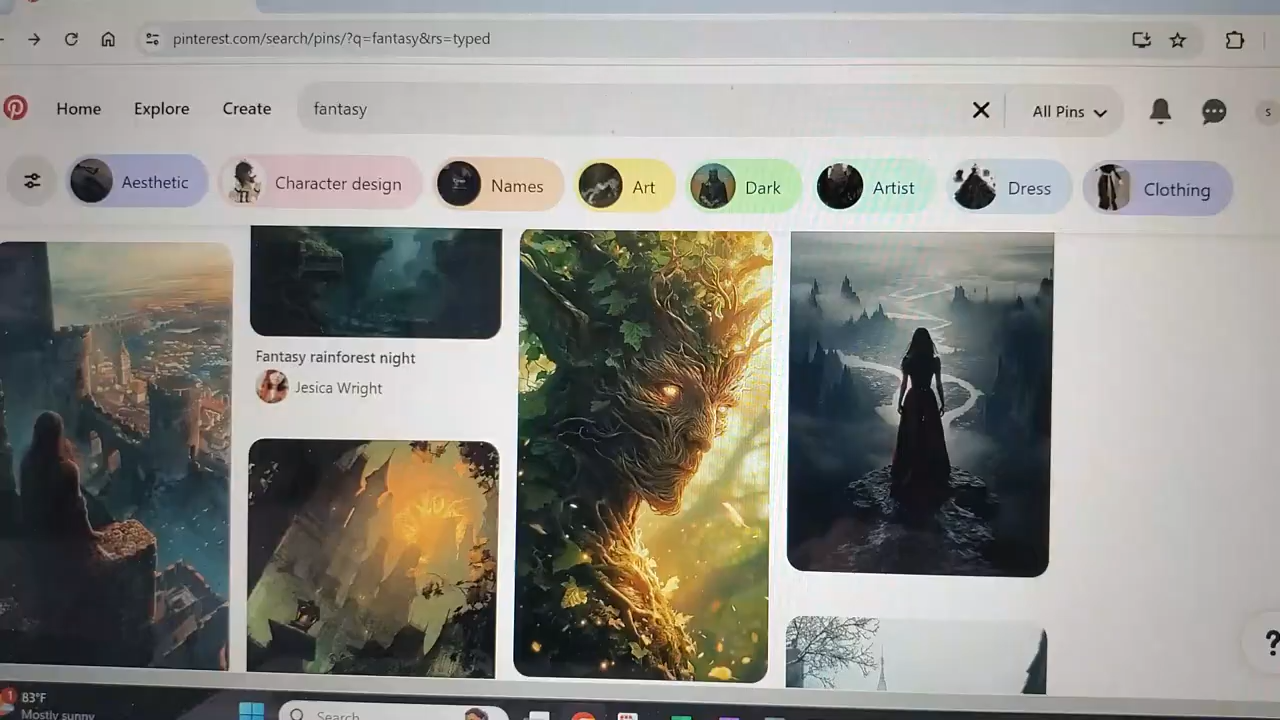 pinterest.com/search/pins/?q=fantasy&rs=typed
Home Explore Create fantasy All Pins s
Aesthetic Character design Names Art Dark Artist Dress Clothing
Fantasy rainforest night
Jesica Wright
?
1 83°F
Mostly sunny
Search